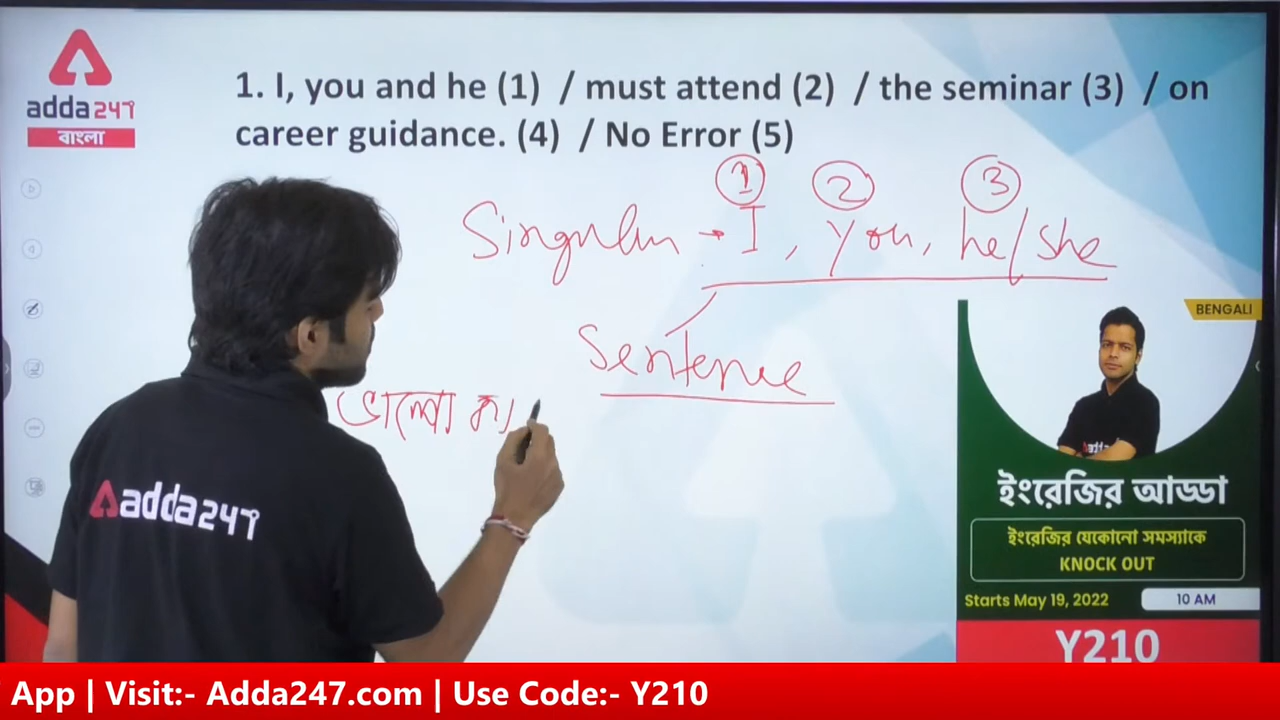 adda247
বাংলা
1. I, you and he (1) / must attend (2) / the seminar (3) / on
career guidance. (4) / No Error (5)
1 2 3
Singular - I, you, he/she
Sentence
ভালো কা
adda247
BENGALI
ইংরেজির আড্ডা
ইংরেজির যেকোনো সমস্যাকে
KNOCK OUT
Starts May 19, 2022 10 AM
Y210
App | Visit:- Adda247.com | Use Code:- Y210